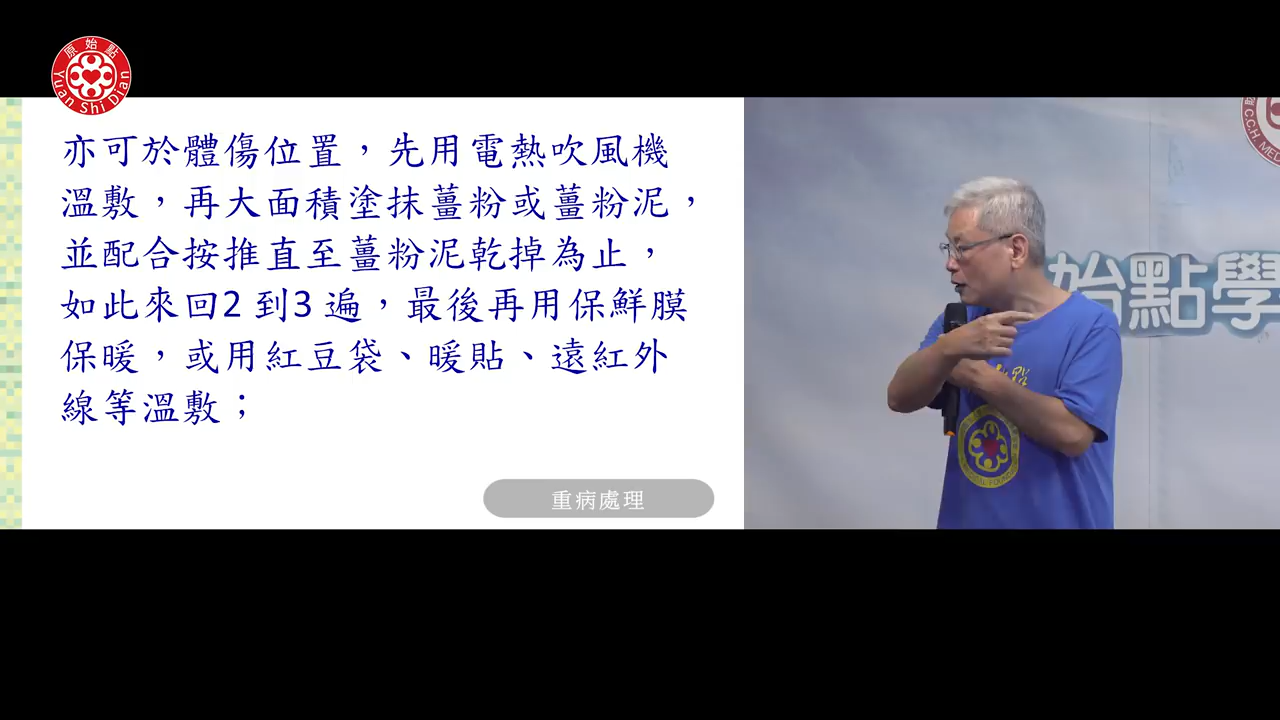 原始點
Yuan Shi Dian
亦可於體傷位置，先用電熱吹風機
溫敷，再大面積塗抹薑粉或薑粉泥，
並配合按推直至薑粉泥乾掉為止，
如此來回2到3遍，最後再用保鮮膜
保暖，或用紅豆袋、暖貼、遠紅外
線等溫敷；
重病處理
始點學